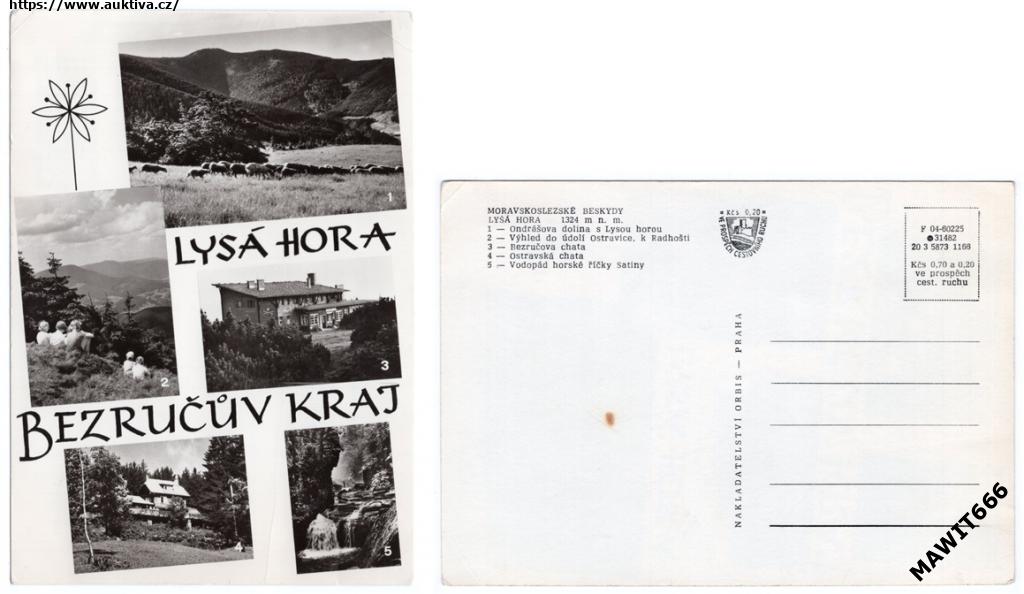 https://www.auktiva.cz/
1
LYSÁ HORA
2
3
BEZRUČŮV KRAJ
4
5
MORAVSKOSLEZSKÉ BESKYDY
LYSÁ HORA 1324 m n. m.
1 — Ondrášova dolina s Lysou horou
2 — Výhled do údolí Ostravice, k Radhošti
3 — Bezručova chata
4 — Ostravská chata
5 — Vodopád horské říčky Satiny
Kčs 0,20
VE PROSPĚCH CESTOVNÍHO RUCHU
F 04-60225
31482
20 3 5873 1166
Kčs 0,70 a 0,20
ve prospěch
cest. ruchu
NAKLADATELSTVÍ ORBIS — PRAHA
MAWIT666